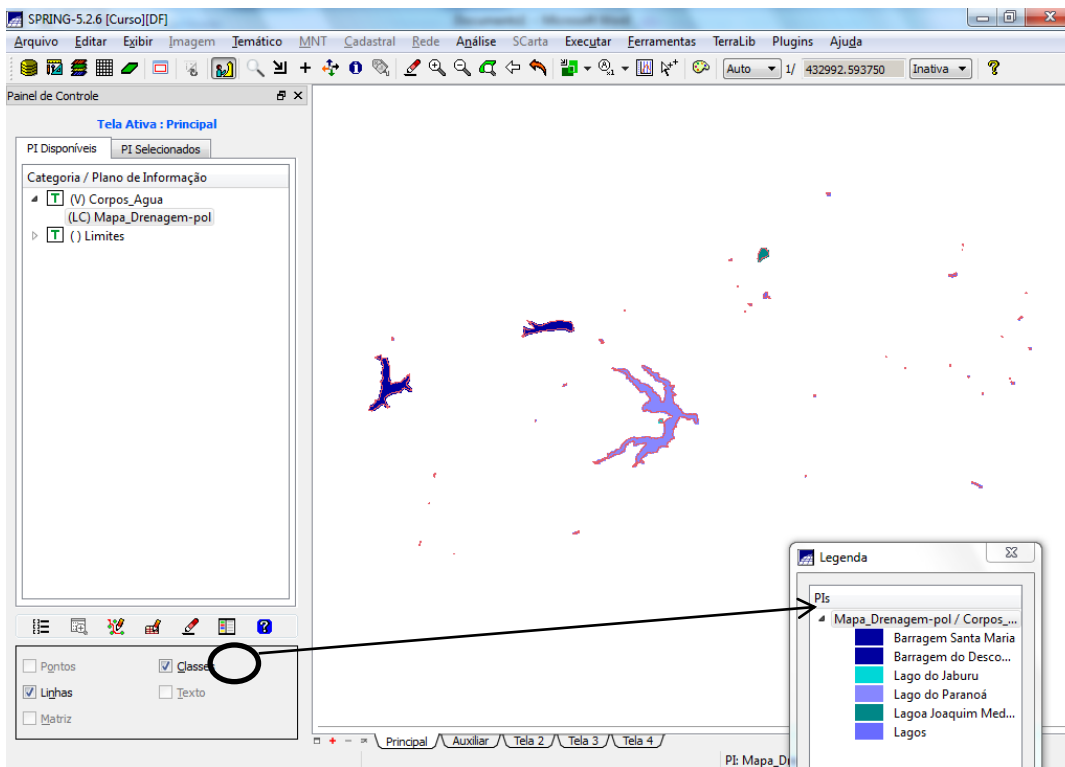 SPRING-5.2.6 [Curso][DF]
Arquivo Editar Exibir Imagem Temático MNT Cadastral Rede Análise SCarta Executar Ferramentas TerraLib Plugins Ajuda
Auto 1/ 432992.593750 Inativa
Painel de Controle
Tela Ativa : Principal
PI Disponíveis PI Selecionados
Categoria / Plano de Informação
(V) Corpos_Agua
(LC) Mapa_Drenagem-pol
( ) Limites
Pontos Classes
Linhas Texto
Matriz
Legenda
PIs
Mapa_Drenagem-pol / Corpos_...
Barragem Santa Maria
Barragem do Desco...
Lago do Jaburu
Lago do Paranoá
Lagoa Joaquim Med...
Lagos
Principal Auxiliar Tela 2 Tela 3 Tela 4
PI: Mapa_D